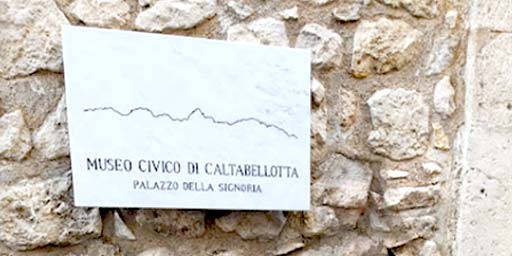 MUSEO CIVICO DI CALTABELLOTTA
PALAZZO DELLA SIGNORIA